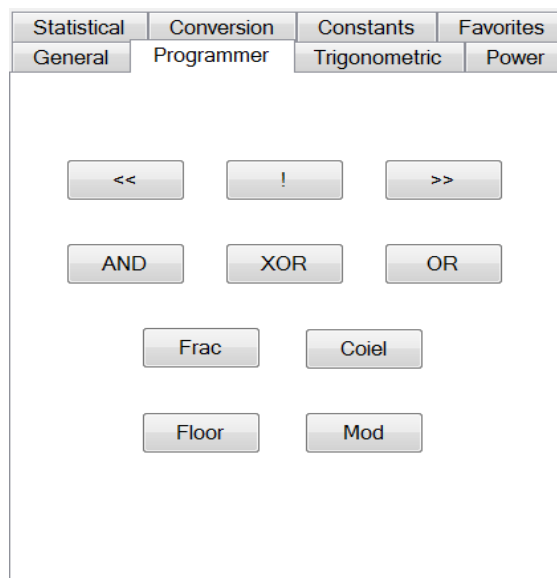 Statistical Conversion Constants Favorites
General Programmer Trigonometric Power
<< ! >>
AND XOR OR
Frac Coiel
Floor Mod